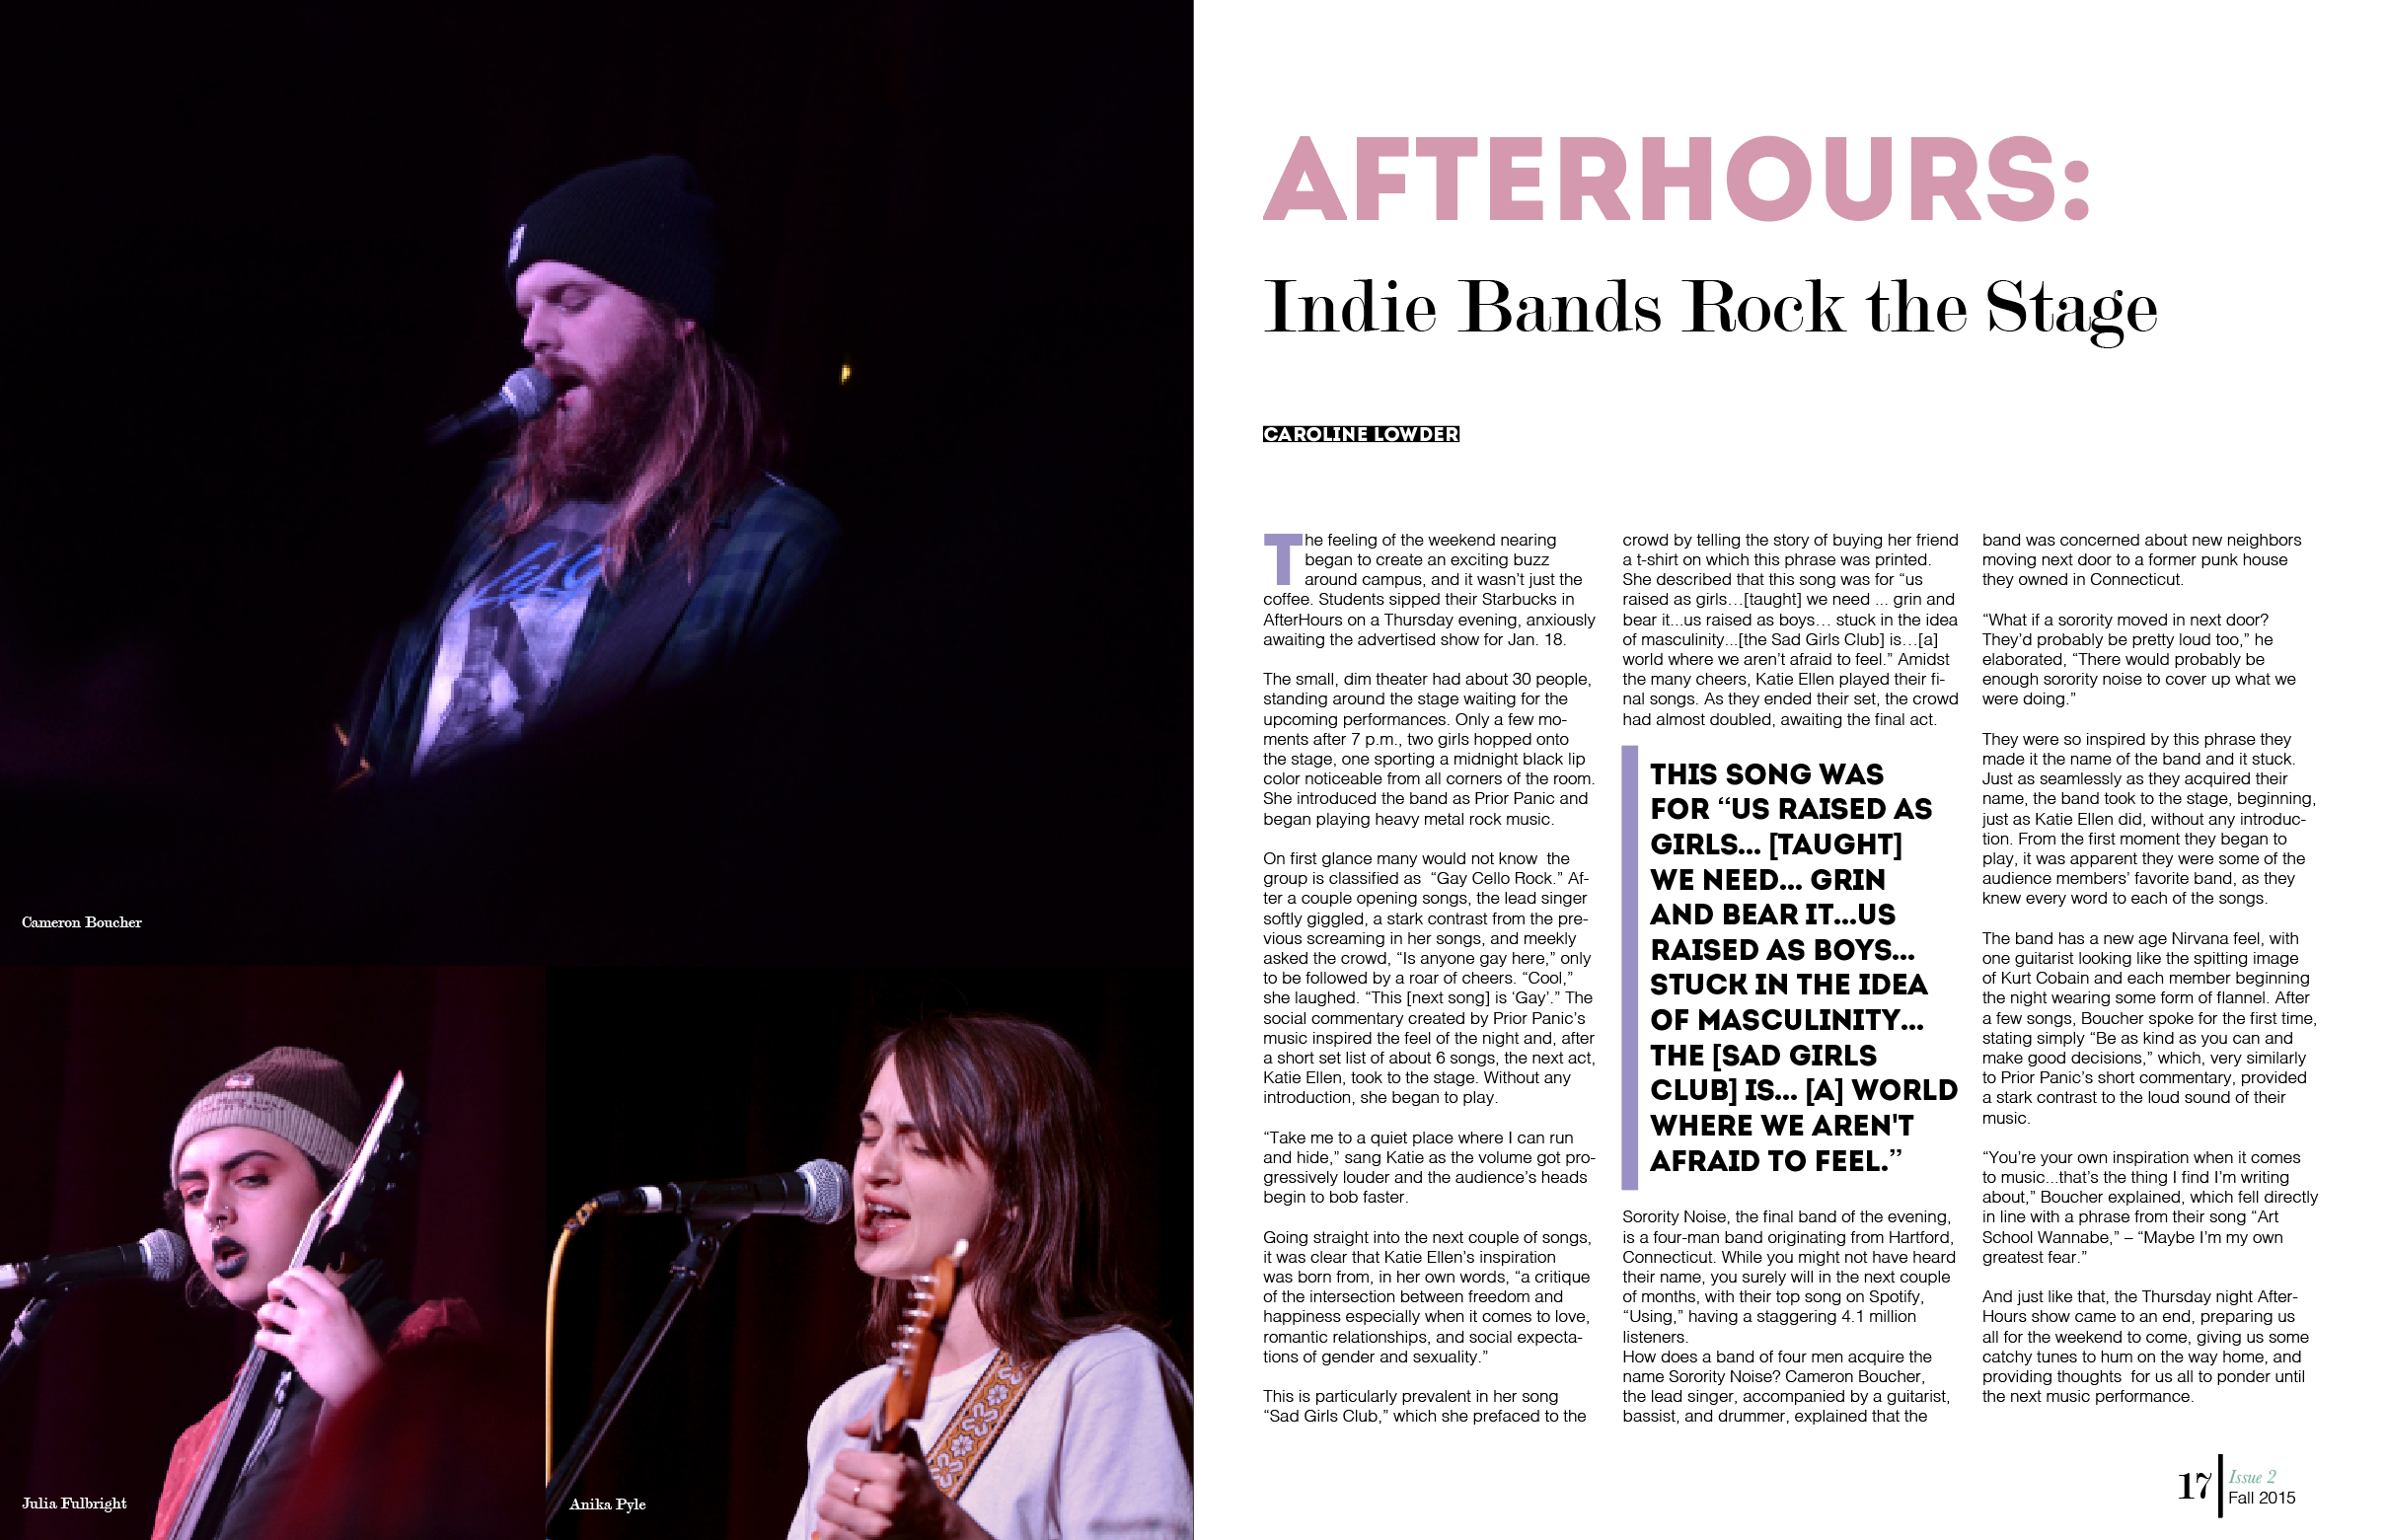 Cameron Boucher
Julia Fulbright
Anika Pyle
AFTERHOURS:
Indie Bands Rock the Stage
CAROLINE LOWDER
The feeling of the weekend nearing
began to create an exciting buzz
around campus, and it wasn't just the
coffee. Students sipped their Starbucks in
AfterHours on a Thursday evening, anxiously
awaiting the advertised show for Jan. 18.
The small, dim theater had about 30 people,
standing around the stage waiting for the
upcoming performances. Only a few mo-
ments after 7 p.m., two girls hopped onto
the stage, one sporting a midnight black lip
color noticeable from all corners of the room.
She introduced the band as Prior Panic and
began playing heavy metal rock music.
On first glance many would not know  the
group is classified as  “Gay Cello Rock.” Af-
ter a couple opening songs, the lead singer
softly giggled, a stark contrast from the pre-
vious screaming in her songs, and meekly
asked the crowd, “Is anyone gay here,” only
to be followed by a roar of cheers. “Cool,”
she laughed. “This [next song] is ‘Gay’.” The
social commentary created by Prior Panic’s
music inspired the feel of the night and, after
a short set list of about 6 songs, the next act,
Katie Ellen, took to the stage. Without any
introduction, she began to play.
“Take me to a quiet place where I can run
and hide,” sang Katie as the volume got pro-
gressively louder and the audience’s heads
begin to bob faster.
Going straight into the next couple of songs,
it was clear that Katie Ellen’s inspiration
was born from, in her own words, “a critique
of the intersection between freedom and
happiness especially when it comes to love,
romantic relationships, and social expecta-
tions of gender and sexuality.”
This is particularly prevalent in her song
“Sad Girls Club,” which she prefaced to the
crowd by telling the story of buying her friend
a t-shirt on which this phrase was printed.
She described that this song was for “us
raised as girls…[taught] we need ... grin and
bear it...us raised as boys… stuck in the idea
of masculinity...[the Sad Girls Club] is…[a]
world where we aren’t afraid to feel.” Amidst
the many cheers, Katie Ellen played their fi-
nal songs. As they ended their set, the crowd
had almost doubled, awaiting the final act.
THIS SONG WAS
FOR “US RAISED AS
GIRLS... [TAUGHT]
WE NEED... GRIN
AND BEAR IT...US
RAISED AS BOYS...
STUCK IN THE IDEA
OF MASCULINITY...
THE [SAD GIRLS
CLUB] IS... [A] WORLD
WHERE WE AREN'T
AFRAID TO FEEL.”
Sorority Noise, the final band of the evening,
is a four-man band originating from Hartford,
Connecticut. While you might not have heard
their name, you surely will in the next couple
of months, with their top song on Spotify,
“Using,” having a staggering 4.1 million
listeners.
How does a band of four men acquire the
name Sorority Noise? Cameron Boucher,
the lead singer, accompanied by a guitarist,
bassist, and drummer, explained that the
band was concerned about new neighbors
moving next door to a former punk house
they owned in Connecticut.
“What if a sorority moved in next door?
They’d probably be pretty loud too,” he
elaborated, “There would probably be
enough sorority noise to cover up what we
were doing.”
They were so inspired by this phrase they
made it the name of the band and it stuck.
Just as seamlessly as they acquired their
name, the band took to the stage, beginning,
just as Katie Ellen did, without any introduc-
tion. From the first moment they began to
play, it was apparent they were some of the
audience members’ favorite band, as they
knew every word to each of the songs.
The band has a new age Nirvana feel, with
one guitarist looking like the spitting image
of Kurt Cobain and each member beginning
the night wearing some form of flannel. After
a few songs, Boucher spoke for the first time,
stating simply “Be as kind as you can and
make good decisions,” which, very similarly
to Prior Panic’s short commentary, provided
a stark contrast to the loud sound of their
music.
“You’re your own inspiration when it comes
to music...that’s the thing I find I’m writing
about,” Boucher explained, which fell directly
in line with a phrase from their song “Art
School Wannabe,” – “Maybe I’m my own
greatest fear.”
And just like that, the Thursday night After-
Hours show came to an end, preparing us
all for the weekend to come, giving us some
catchy tunes to hum on the way home, and
providing thoughts  for us all to ponder until
the next music performance.
17
Issue 2
Fall 2015